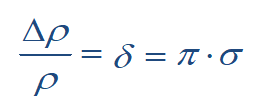 Δρ/ρ = δ = π · σ